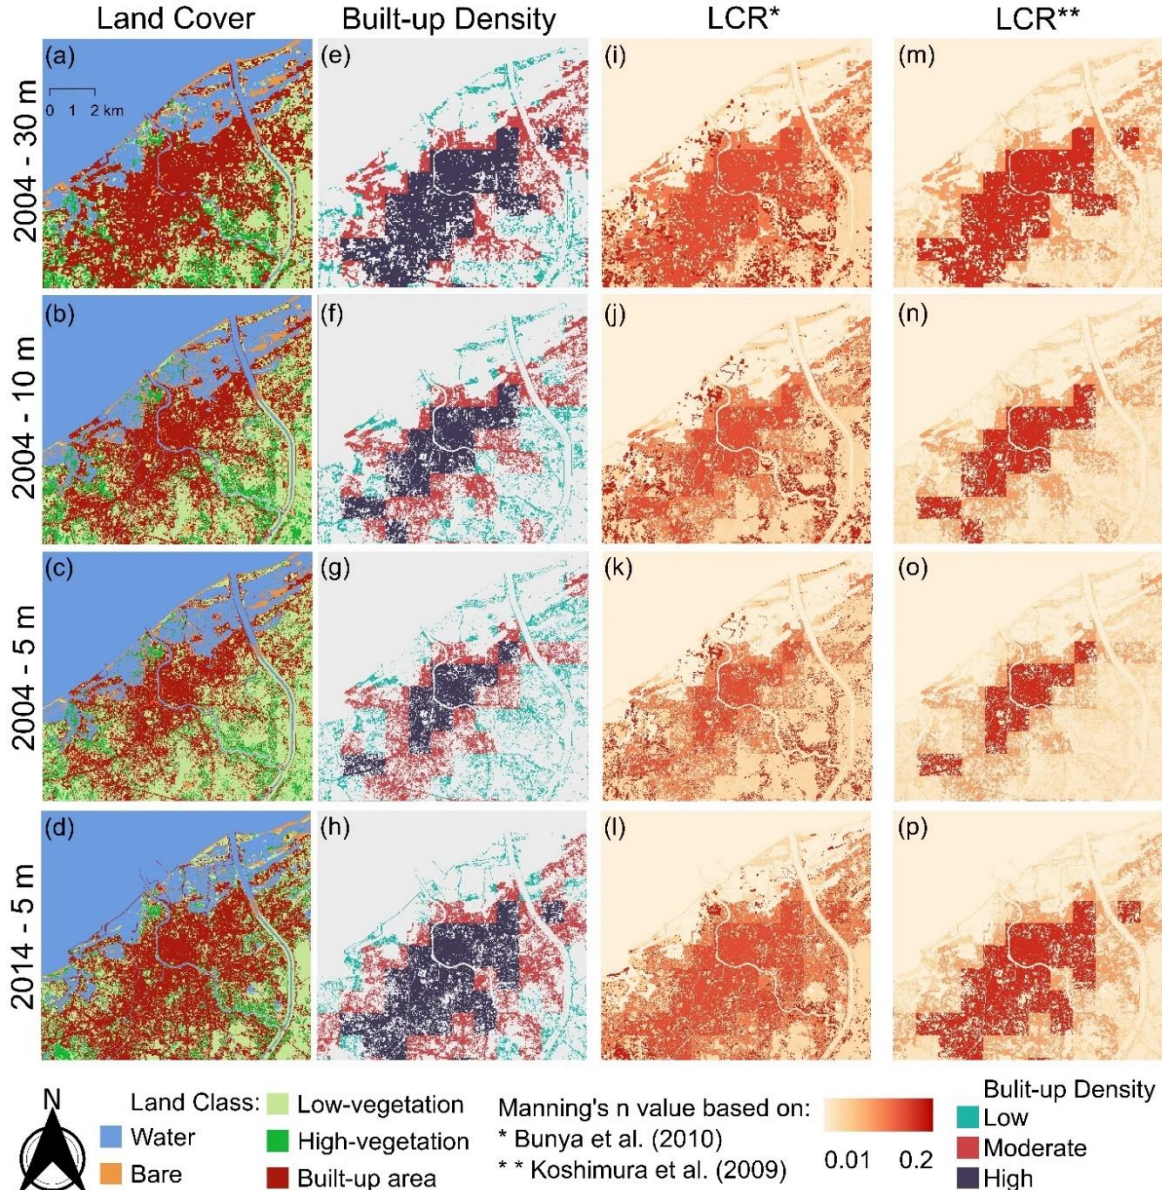 Land Cover Built-up Density LCR* LCR**
2004 - 30 m
(a) (e) (i) (m)
0 1 2 km
2004 - 10 m
(b) (f) (j) (n)
2004 - 5 m
(c) (g) (k) (o)
2014 - 5 m
(d) (h) (l) (p)
N
Land Class:
Water
Bare
Low-vegetation
High-vegetation
Built-up area
Manning's n value based on:
* Bunya et al. (2010)
* * Koshimura et al. (2009)
0.01 0.2
Bulit-up Density
Low
Moderate
High